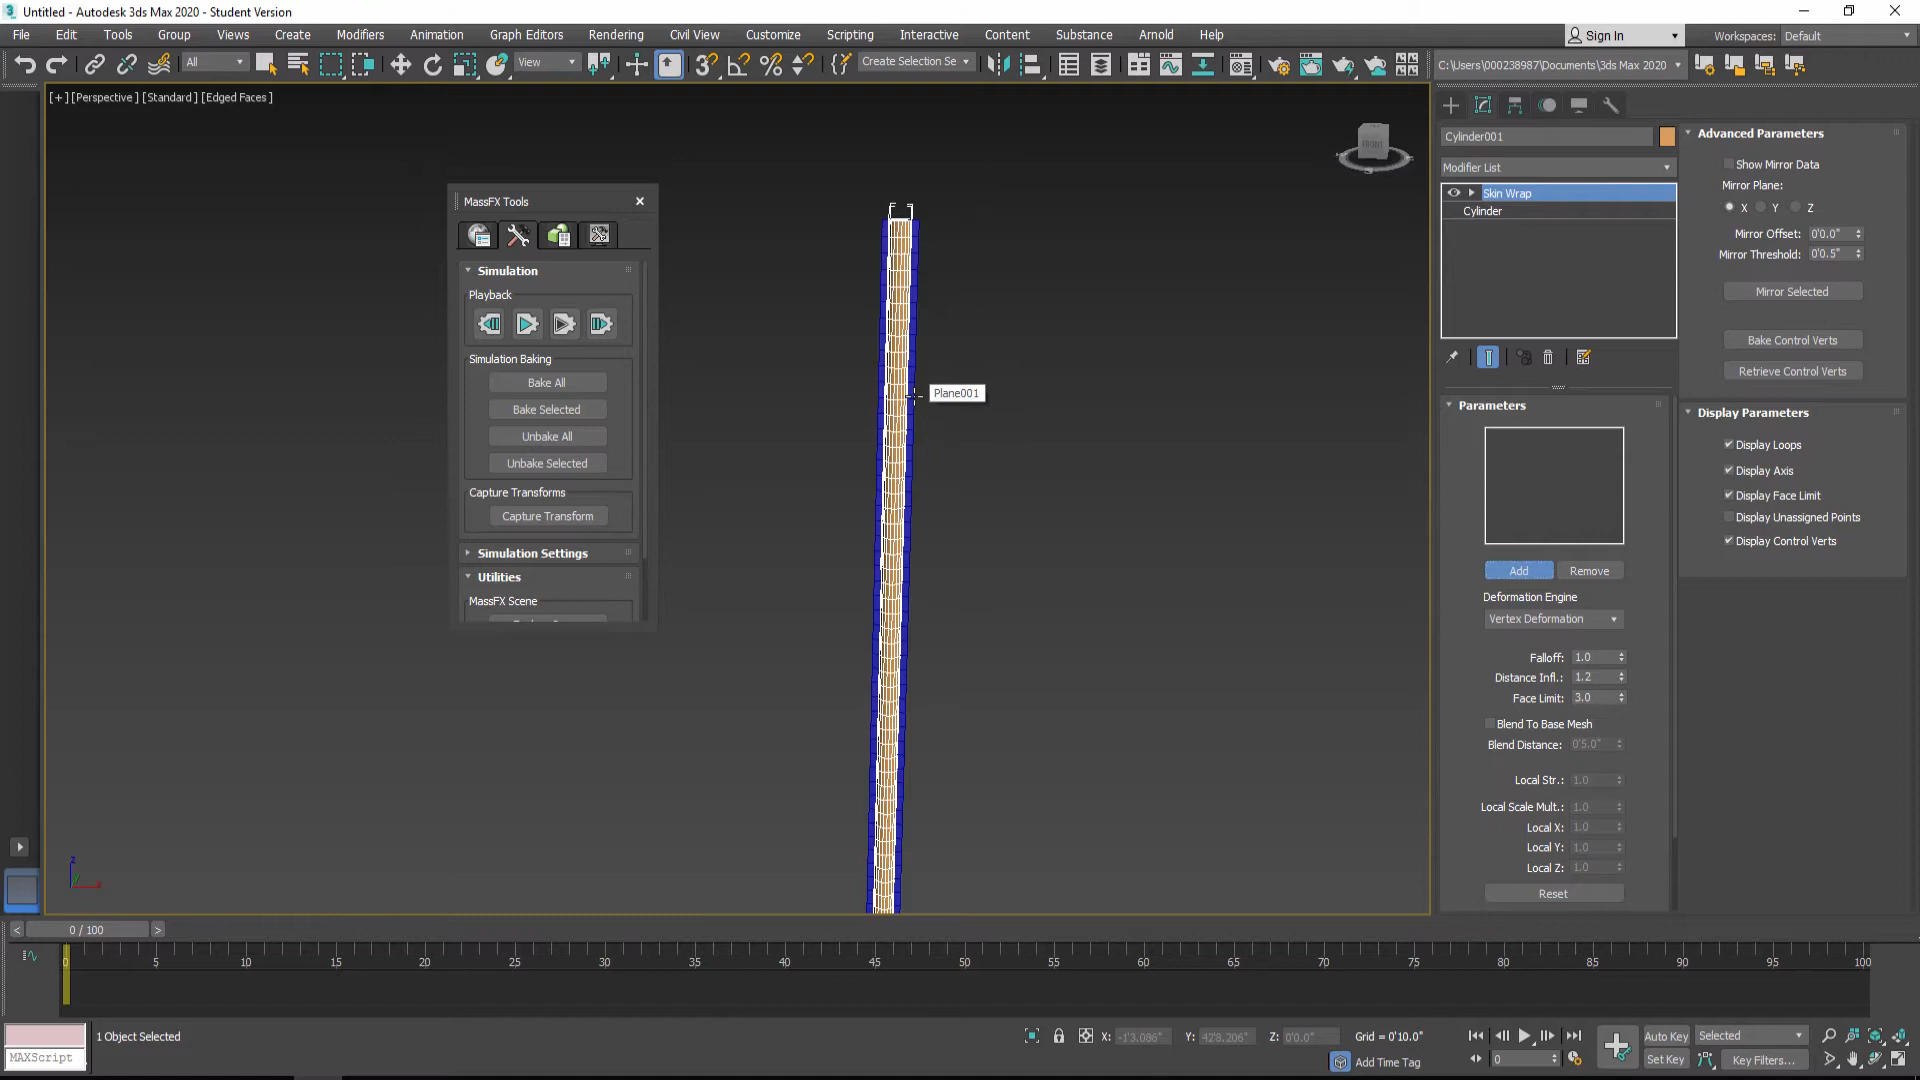 Untitled - Autodesk 3ds Max 2020 - Student Version
File Edit Tools Group Views Create Modifiers Animation Graph Editors Rendering Civil View Customize Scripting Interactive Content Substance Arnold Help Sign In Workspaces: Default
All View Create Selection Se C:\Users\000238987\Documents\3ds Max 2020
[+] [Perspective] [Standard] [Edged Faces]
FRONT
MassFX Tools
Simulation
Playback
Simulation Baking
Bake All
Bake Selected
Unbake All
Unbake Selected
Capture Transforms
Capture Transform
Simulation Settings
Utilities
MassFX Scene
Plane001
Cylinder001
Modifier List
Skin Wrap
Cylinder
Parameters
Add Remove
Deformation Engine
Vertex Deformation
Falloff: 1.0
Distance Infl.: 1.2
Face Limit: 3.0
Blend To Base Mesh
Blend Distance: 0'5.0"
Local Str.: 1.0
Local Scale Mult.: 1.0
Local X: 1.0
Local Y: 1.0
Local Z: 1.0
Reset
Advanced Parameters
Show Mirror Data
Mirror Plane:
X Y Z
Mirror Offset: 0'0.0"
Mirror Threshold: 0'0.5"
Mirror Selected
Bake Control Verts
Retrieve Control Verts
Display Parameters
Display Loops
Display Axis
Display Face Limit
Display Unassigned Points
Display Control Verts
z
x
< 0 / 100 >
0 5 10 15 20 25 30 35 40 45 50 55 60 65 70 75 80 85 90 95 100
1 Object Selected X: -1'3.086" Y: 42'8.206" Z: 0'0.0" Grid = 0'10.0" Auto Key Selected
MAXScript Add Time Tag 0 Set Key Key Filters...